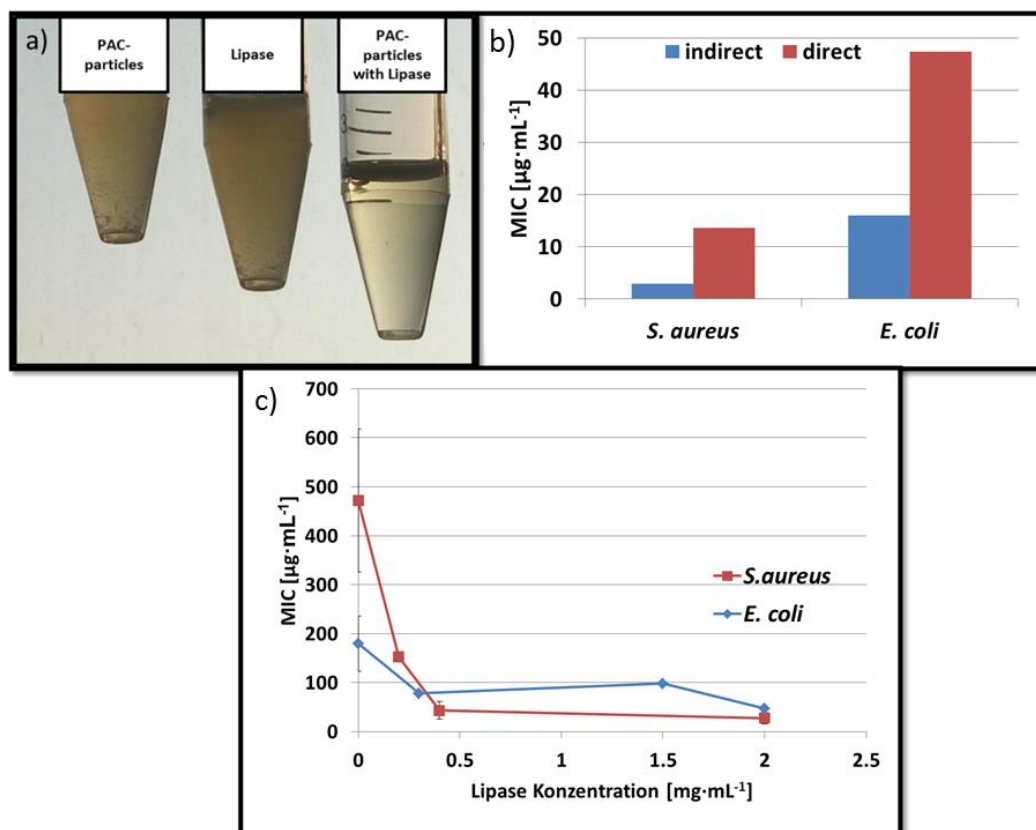 a)
PAC-
particles
Lipase
PAC-
particles
with Lipase
3
b)
indirect direct
MIC [µg·mL⁻¹]
50
40
30
20
10
0
S. aureus E. coli
c)
MIC [µg·mL⁻¹]
700
600
500
400
300
200
100
0
S.aureus
E. coli
0 0.5 1 1.5 2 2.5
Lipase Konzentration [mg·mL⁻¹]